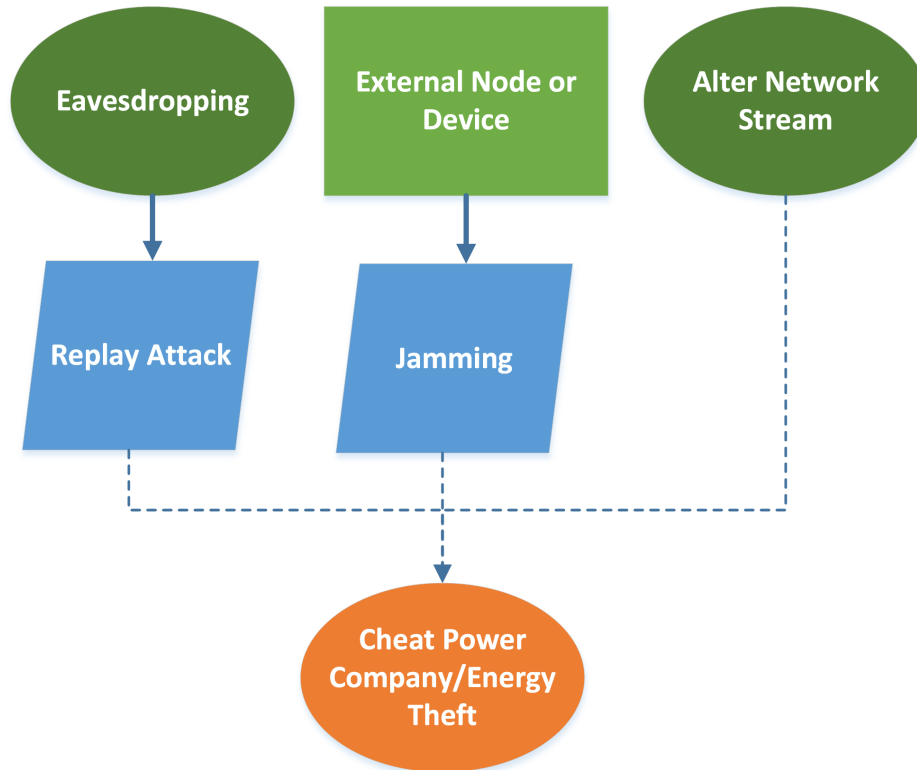 Eavesdropping
External Node or
Device
Alter Network
Stream
Replay Attack
Jamming
Cheat Power
Company/Energy
Theft